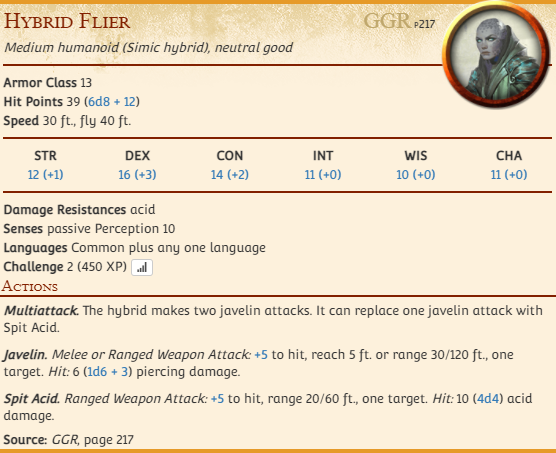 Hybrid Flier GGR p217
Medium humanoid (Simic hybrid), neutral good
Armor Class 13
Hit Points 39 (6d8 + 12)
Speed 30 ft., fly 40 ft.
STR DEX CON INT WIS CHA
12 (+1) 16 (+3) 14 (+2) 11 (+0) 10 (+0) 11 (+0)
Damage Resistances acid
Senses passive Perception 10
Languages Common plus any one language
Challenge 2 (450 XP)
Actions
Multiattack. The hybrid makes two javelin attacks. It can replace one javelin attack with
Spit Acid.
Javelin. Melee or Ranged Weapon Attack: +5 to hit, reach 5 ft. or range 30/120 ft., one
target. Hit: 6 (1d6 + 3) piercing damage.
Spit Acid. Ranged Weapon Attack: +5 to hit, range 20/60 ft., one target. Hit: 10 (4d4) acid
damage.
Source: GGR, page 217